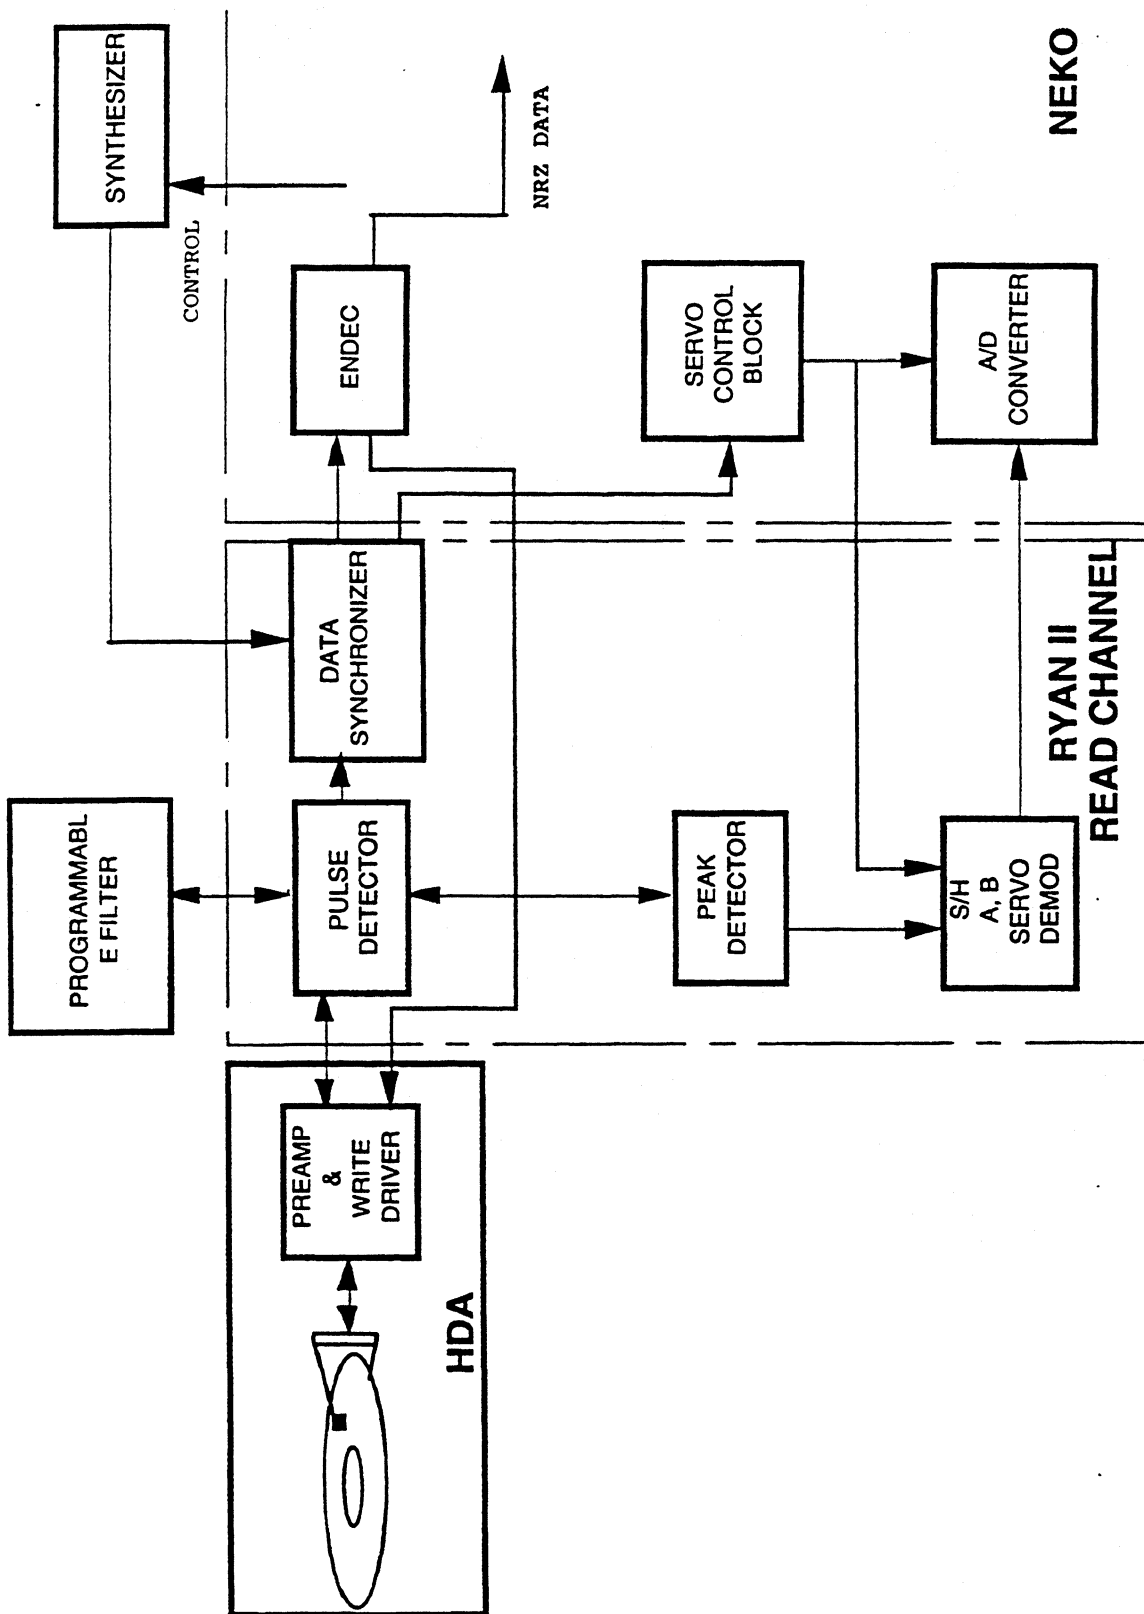 PROGRAMMABL
E FILTER
SYNTHESIZER
CONTROL
PREAMP
&
WRITE
DRIVER
PULSE
DETECTOR
DATA
SYNCHRONIZER
ENDEC
NRZ DATA
HDA
PEAK
DETECTOR
SERVO
CONTROL
BLOCK
S/H
A, B
SERVO
DEMOD
A/D
CONVERTER
RYAN II
READ CHANNEL
NEKO